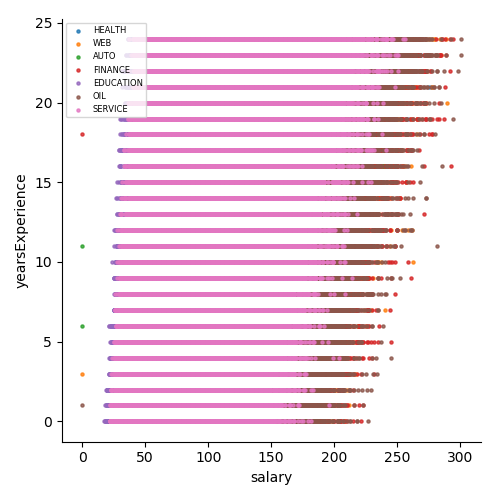 25
20
15
10
5
0
yearsExperience
HEALTH
WEB
AUTO
FINANCE
EDUCATION
OIL
SERVICE
0 50 100 150 200 250 300
salary